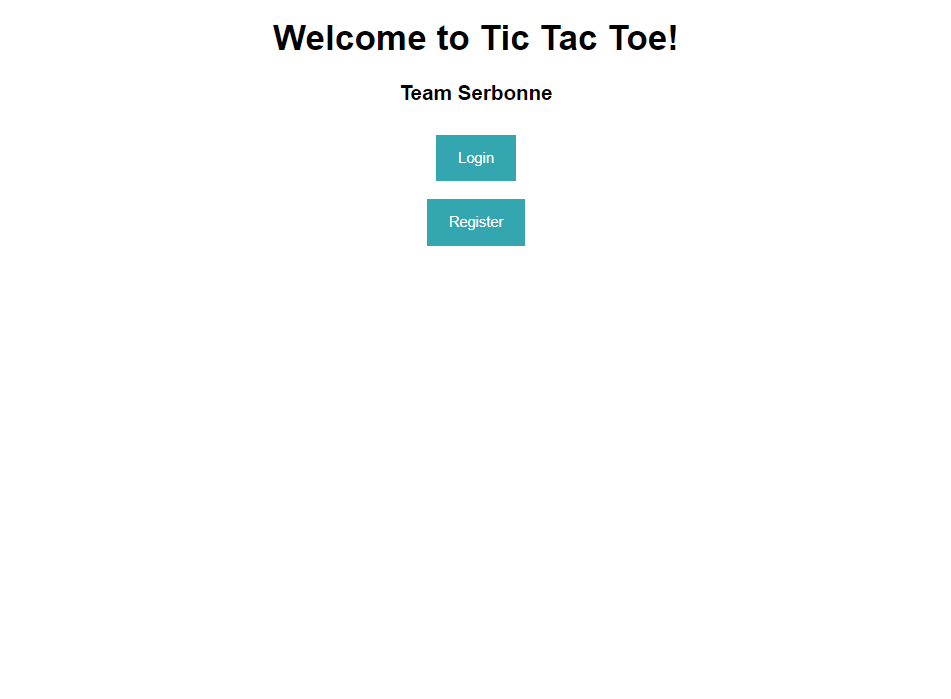 Welcome to Tic Tac Toe!
Team Serbonne
Login
Register